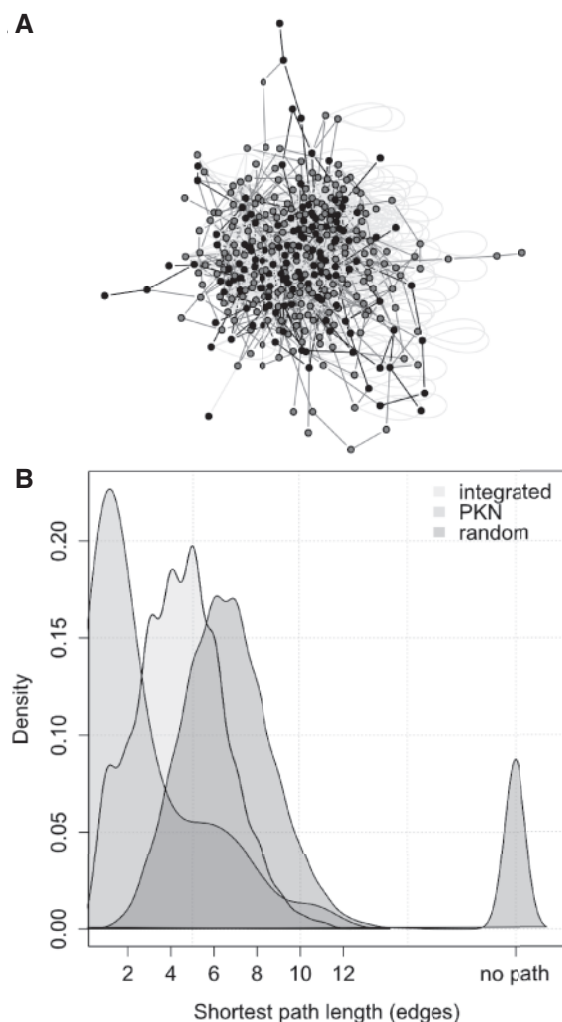 A
B
integrated
PKN
random
0.20
0.15
0.10
0.05
0.00
Density
2 4 6 8 10 12 no path
Shortest path length (edges)